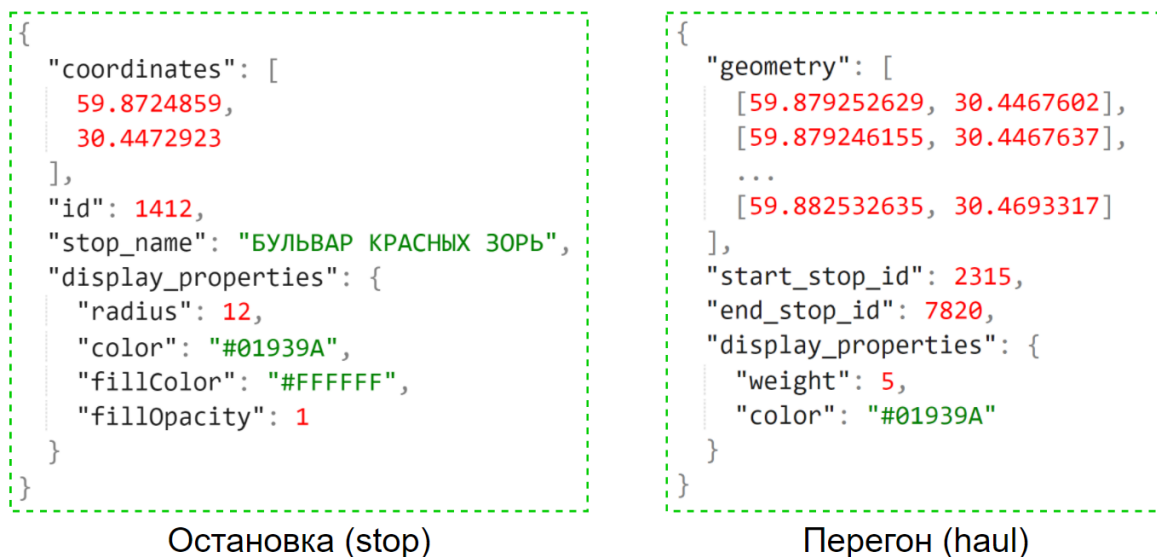 {
  "coordinates": [
    59.8724859,
    30.4472923
  ],
  "id": 1412,
  "stop_name": "БУЛЬВАР КРАСНЫХ ЗОРЬ",
  "display_properties": {
    "radius": 12,
    "color": "#01939A",
    "fillColor": "#FFFFFF",
    "fillOpacity": 1
  }
}
Остановка (stop)
{
  "geometry": [
    [59.879252629, 30.4467602],
    [59.879246155, 30.4467637],
    ...
    [59.882532635, 30.4693317]
  ],
  "start_stop_id": 2315,
  "end_stop_id": 7820,
  "display_properties": {
    "weight": 5,
    "color": "#01939A"
  }
}
Перегон (haul)